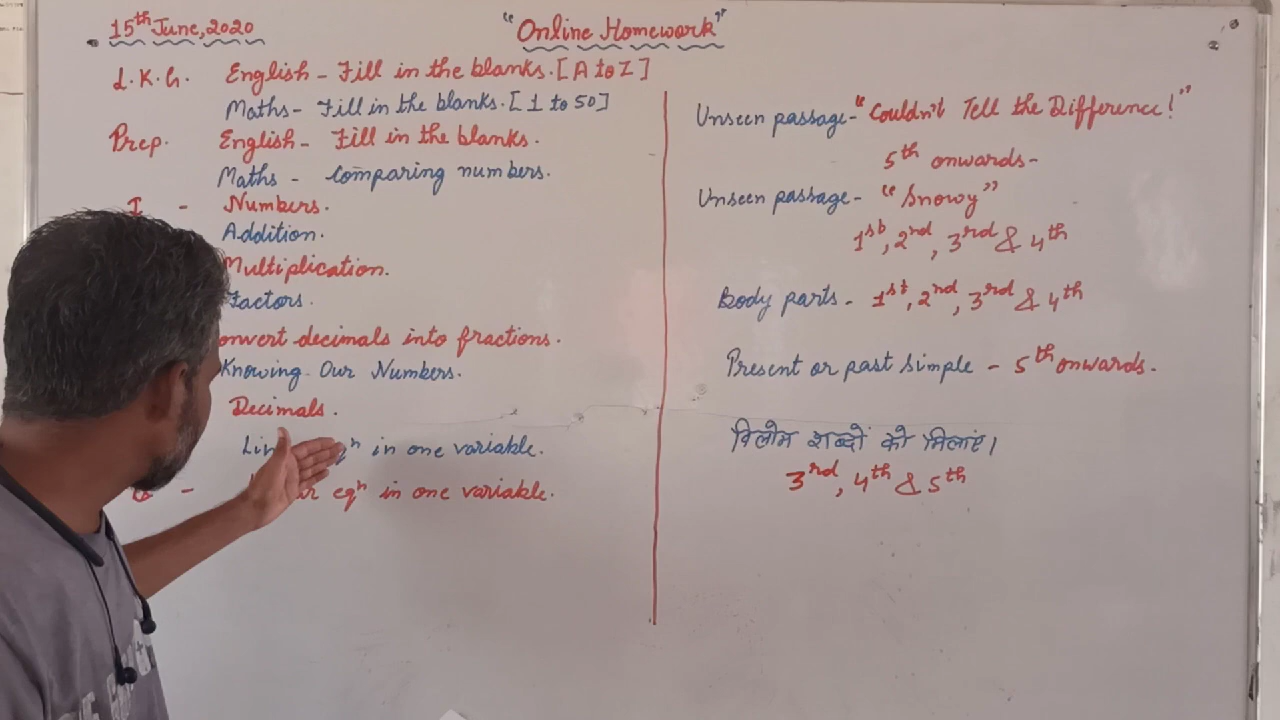 15th June, 2020
"Online Homework"
L.K.G. English - Fill in the blanks. [A to Z]
Maths - Fill in the blanks. [1 to 50]
Prep. English - Fill in the blanks.
Maths - Comparing numbers.
I - Numbers.
Addition.
Multiplication.
Factors.
onvert decimals into fractions.
Knowing Our Numbers.
Decimals.
Lin qⁿ in one variable.
- ar eqⁿ in one variable.
Unseen passage - "Couldn't Tell the Difference!"
5th onwards -
Unseen passage - "Snowy"
1st, 2nd, 3rd & 4th
Body parts - 1st, 2nd, 3rd & 4th
Present or past simple - 5th onwards.
विलोम शब्दों को मिलाएं।
3rd, 4th & 5th